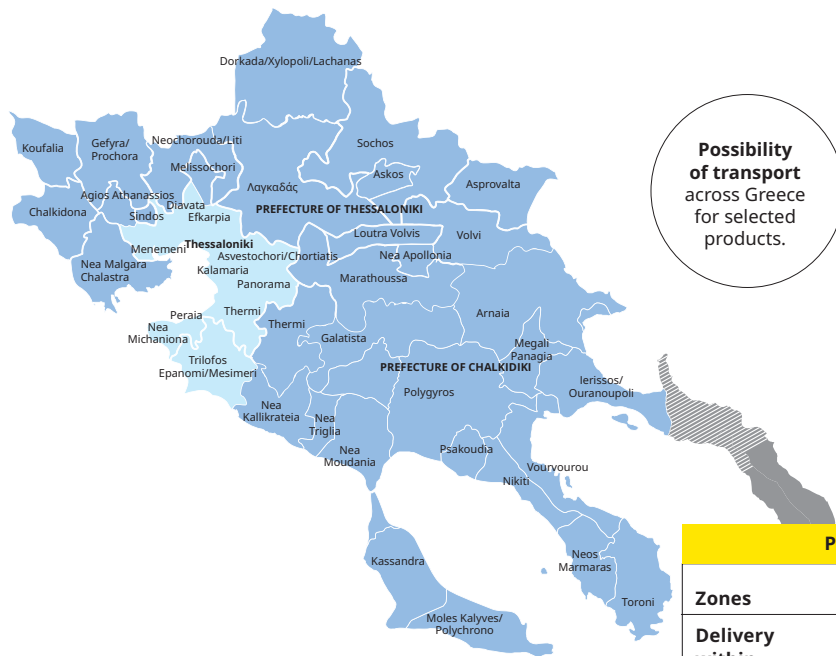 Dorkada/Xylopoli/Lachanas
Koufalia
Gefyra/
Prochora
Neochorouda/Liti
Melissochori
Sochos
Askos
Λαγκαδάς
Asprovalta
Agios Athanassios
Diavata
Chalkidona
Sindos
Efkarpia
PREFECTURE OF THESSALONIKI
Loutra Volvis
Volvi
Menemeni
Thessaloniki
Asvestochori/Chortiatis
Nea Apollonia
Nea Malgara
Chalastra
Kalamaria
Panorama
Marathoussa
Peraia
Thermi
Thermi
Arnaia
Nea
Michaniona
Galatista
Megali
Panagia
Trilofos
Epanomi/Mesimeri
PREFECTURE OF CHALKIDIKI
Polygyros
Ierissos/
Ouranoupoli
Nea
Kallikrateia
Nea
Triglia
Nea
Moudania
Psakoudia
Vourvourou
Nikiti
Kassandra
Neos
Marmaras
Toroni
Moles Kalyves/
Polychrono
Possibility
of transport
across Greece
for selected
products.
P
Zones
Delivery
within